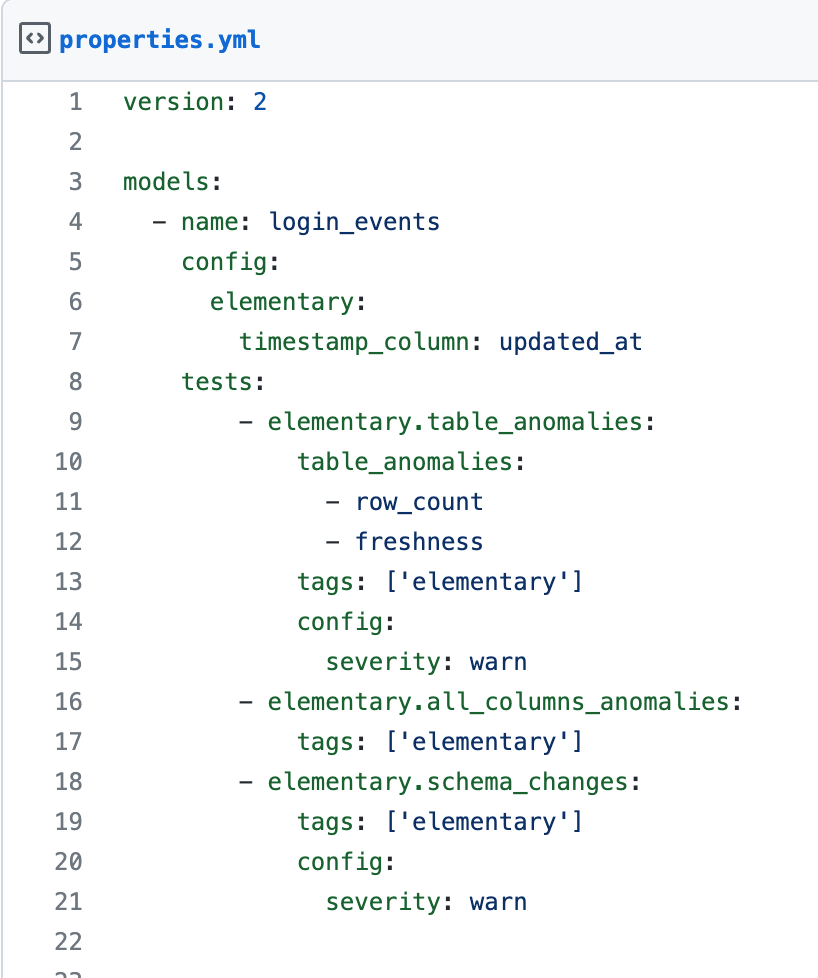 properties.yml
1 version: 2
2
3 models:
4   - name: login_events
5     config:
6       elementary:
7         timestamp_column: updated_at
8     tests:
9         - elementary.table_anomalies:
10             table_anomalies:
11               - row_count
12               - freshness
13             tags: ['elementary']
14             config:
15               severity: warn
16         - elementary.all_columns_anomalies:
17             tags: ['elementary']
18         - elementary.schema_changes:
19             tags: ['elementary']
20             config:
21               severity: warn
22